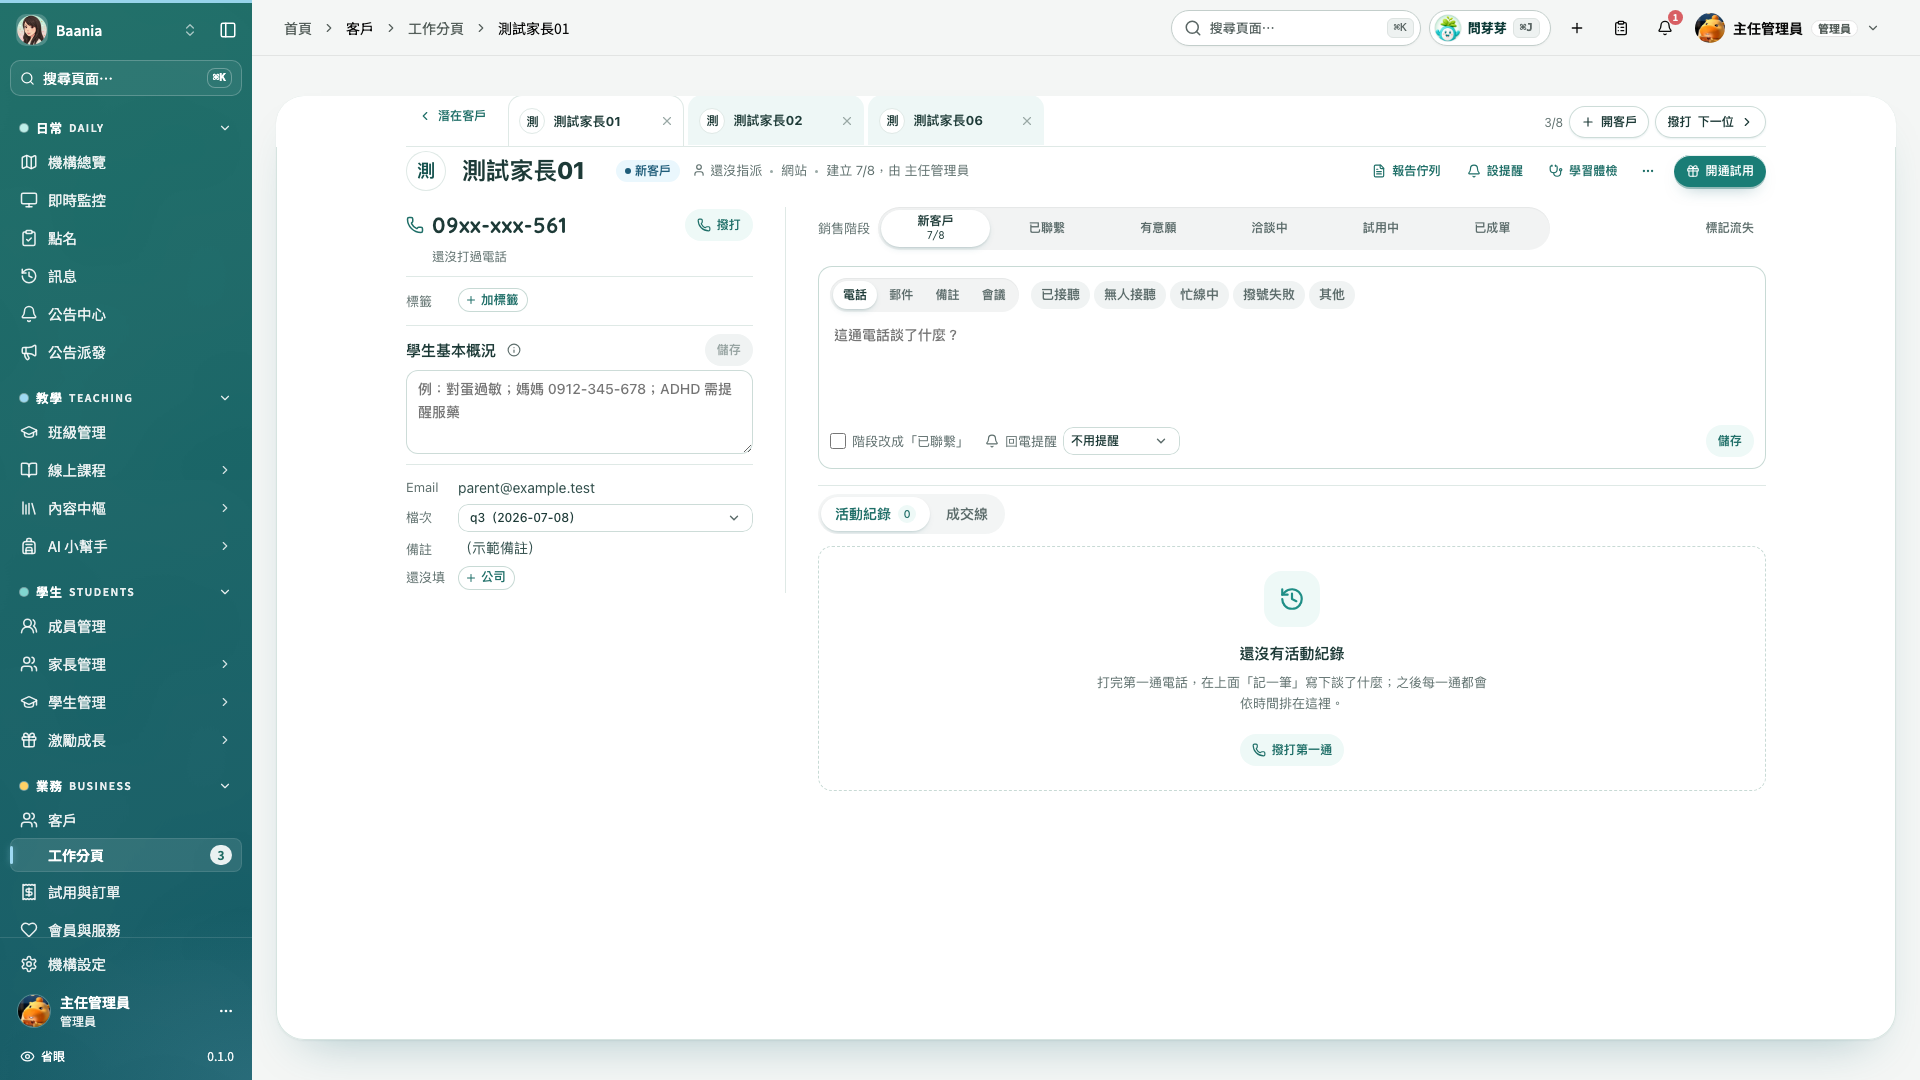 Baania
搜尋頁面… ⌘K
日常 DAILY
機構總覽
即時監控
點名
訊息
公告中心
公告派發
教學 TEACHING
班級管理
線上課程
內容中樞
AI 小幫手
學生 STUDENTS
成員管理
家長管理
學生管理
激勵成長
業務 BUSINESS
客戶
工作分頁 3
試用與訂單
會員與服務
機構設定
主任管理員
管理員
省眼 0.1.0
首頁 > 客戶 > 工作分頁 > 測試家長01
搜尋頁面… ⌘K
問芽芽 ⌘J
1
主任管理員 管理員
潛在客戶
測 測試家長01
測 測試家長02
測 測試家長06
3/8
開客戶
撥打 下一位
測 測試家長01
新客戶
還沒指派 • 網站 • 建立 7/8,由 主任管理員
報告佇列
設提醒
學習體檢
開通試用
09xx-xxx-561
撥打
還沒打過電話
標籤 + 加標籤
學生基本概況
儲存
例:對蛋過敏;媽媽 0912-345-678;ADHD 需提
醒服藥
Email parent@example.test
檔次 q3 (2026-07-08)
備註 (示範備註)
還沒填 + 公司
銷售階段
新客戶
7/8
已聯繫
有意願
洽談中
試用中
已成單
標記流失
電話 郵件 備註 會議
已接聽 無人接聽 忙線中 撥號失敗 其他
這通電話談了什麼?
階段改成「已聯繫」
回電提醒 不用提醒
儲存
活動紀錄 0
成交線
還沒有活動紀錄
打完第一通電話,在上面「記一筆」寫下談了什麼;之後每一通都會
依時間排在這裡。
撥打第一通